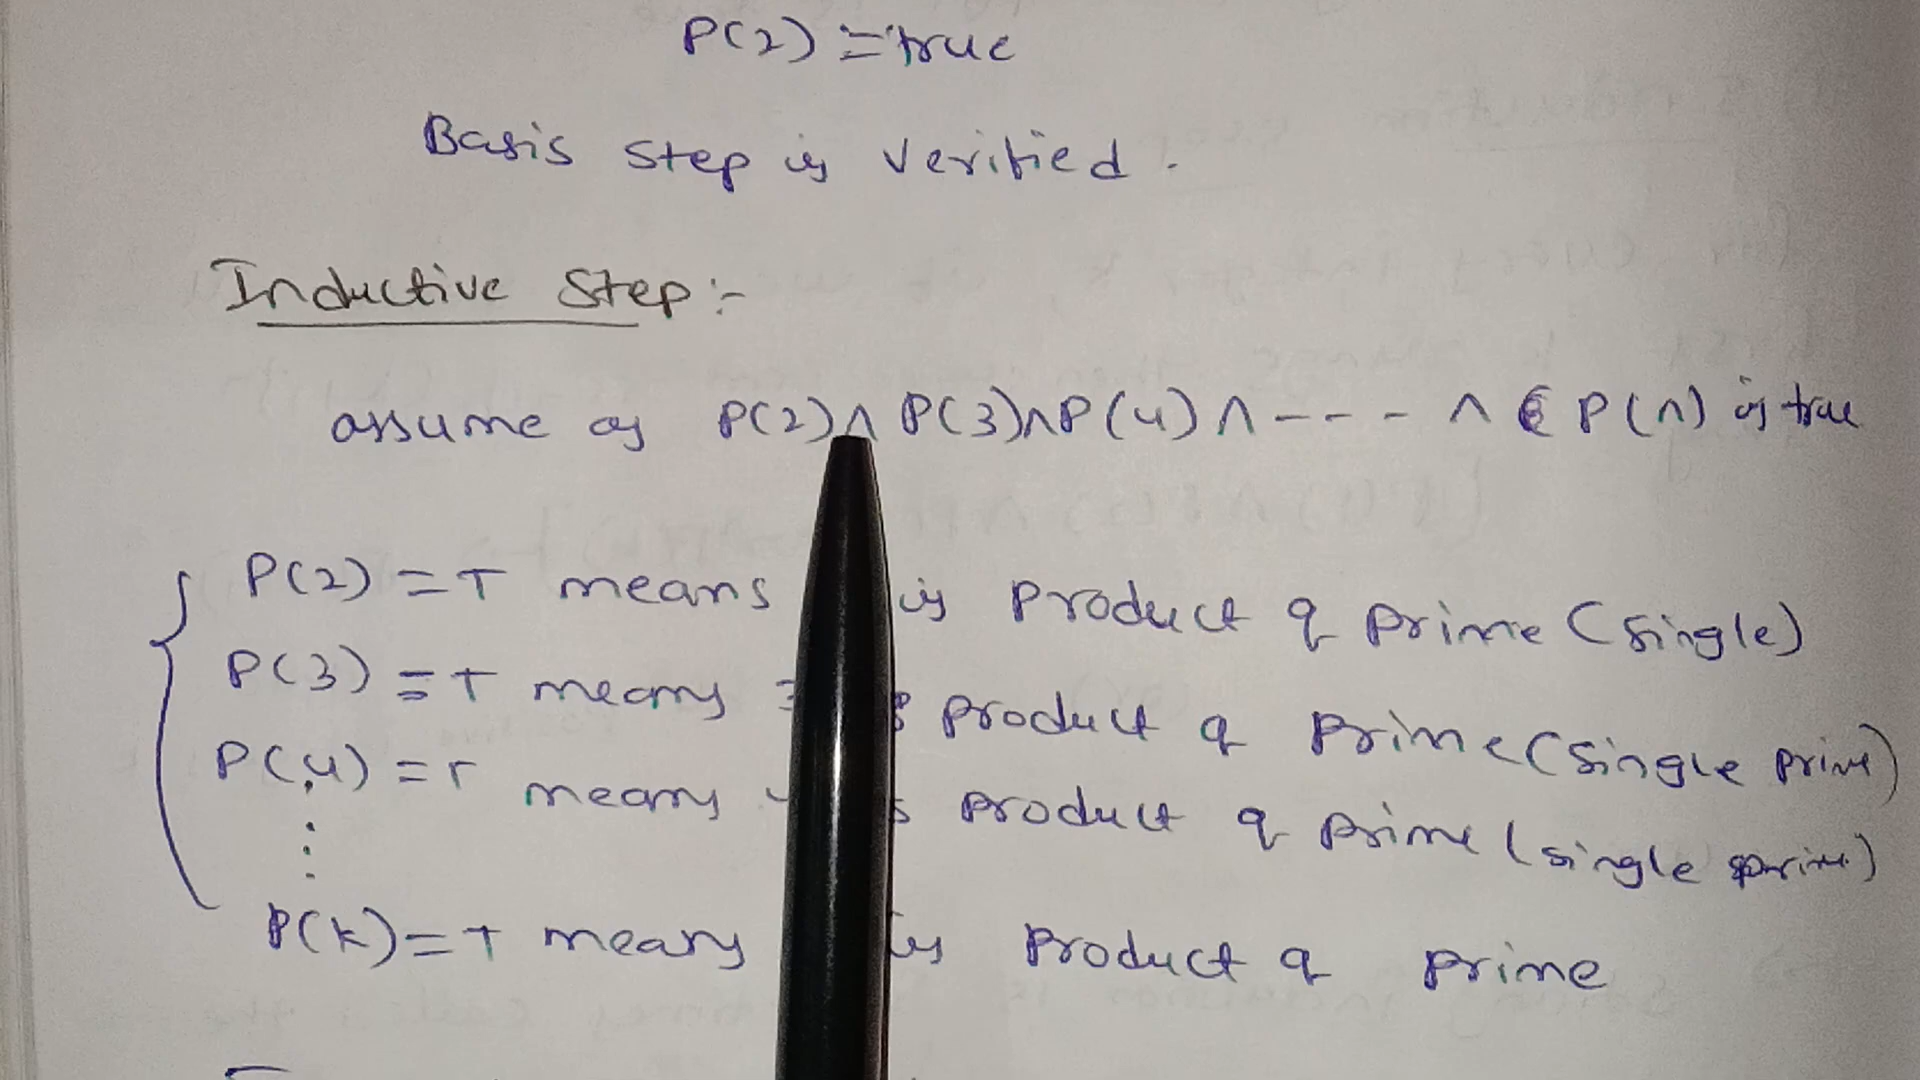 P(2) = true
Basis step is verified.
Inductive Step:-
assume as P(2)∧ P(3)∧P(4) ∧ ---- ∧ P(n) is true
P(2) = T means is product of prime (single)
P(3) = T means product of prime (single prime)
P(4) = T means product of prime (single prime)
P(k) = T means is product of prime